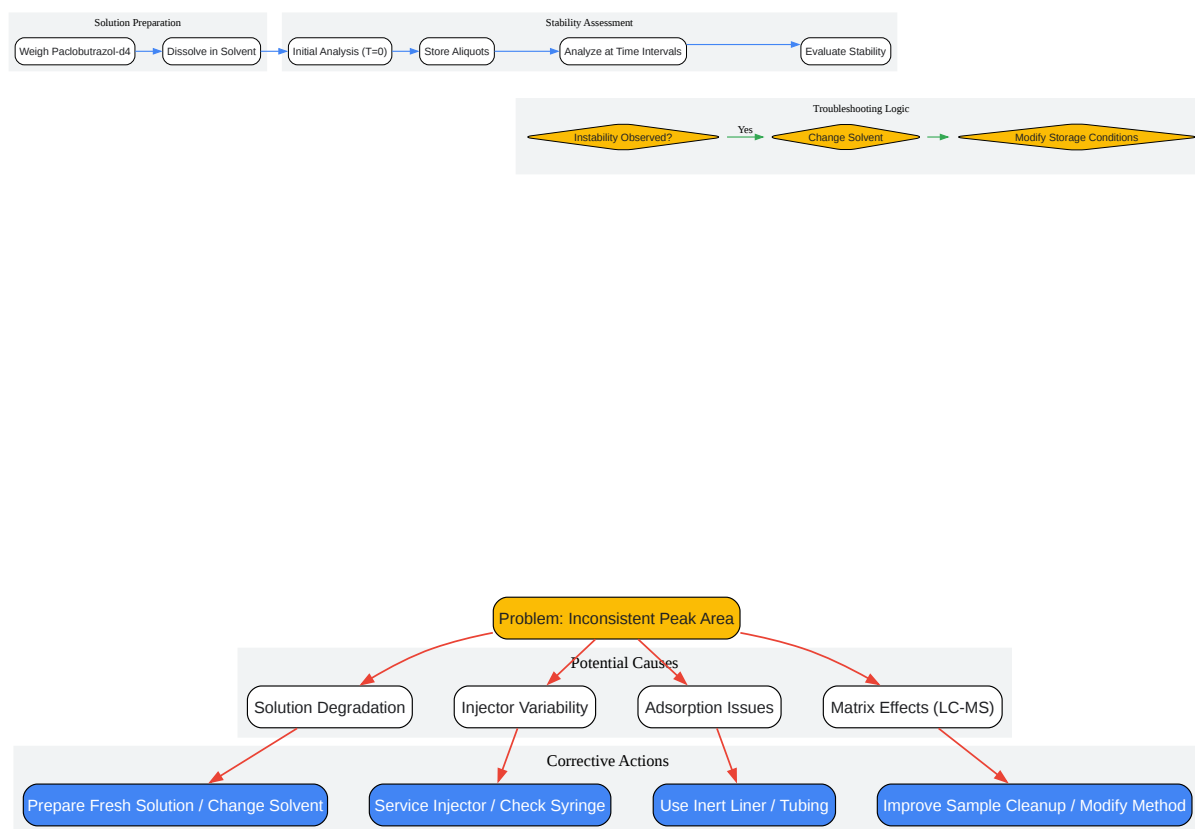 Solution Preparation
Stability Assessment
Weigh Paclobutrazol-d4
Dissolve in Solvent
Initial Analysis (T=0)
Store Aliquots
Analyze at Time Intervals
Evaluate Stability
Troubleshooting Logic
Instability Observed?
Yes
Change Solvent
Modify Storage Conditions
Problem: Inconsistent Peak Area
Potential Causes
Solution Degradation
Injector Variability
Adsorption Issues
Matrix Effects (LC-MS)
Corrective Actions
Prepare Fresh Solution / Change Solvent
Service Injector / Check Syringe
Use Inert Liner / Tubing
Improve Sample Cleanup / Modify Method